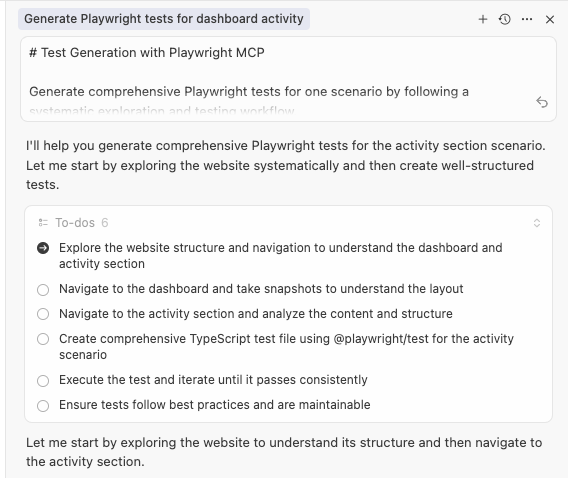 Generate Playwright tests for dashboard activity
# Test Generation with Playwright MCP
Generate comprehensive Playwright tests for one scenario by following a
systematic exploration and testing workflow
I'll help you generate comprehensive Playwright tests for the activity section scenario.
Let me start by exploring the website systematically and then create well-structured
tests.
To-dos 6
Explore the website structure and navigation to understand the dashboard and
activity section
Navigate to the dashboard and take snapshots to understand the layout
Navigate to the activity section and analyze the content and structure
Create comprehensive TypeScript test file using @playwright/test for the activity
scenario
Execute the test and iterate until it passes consistently
Ensure tests follow best practices and are maintainable
Let me start by exploring the website to understand its structure and then navigate to
the activity section.